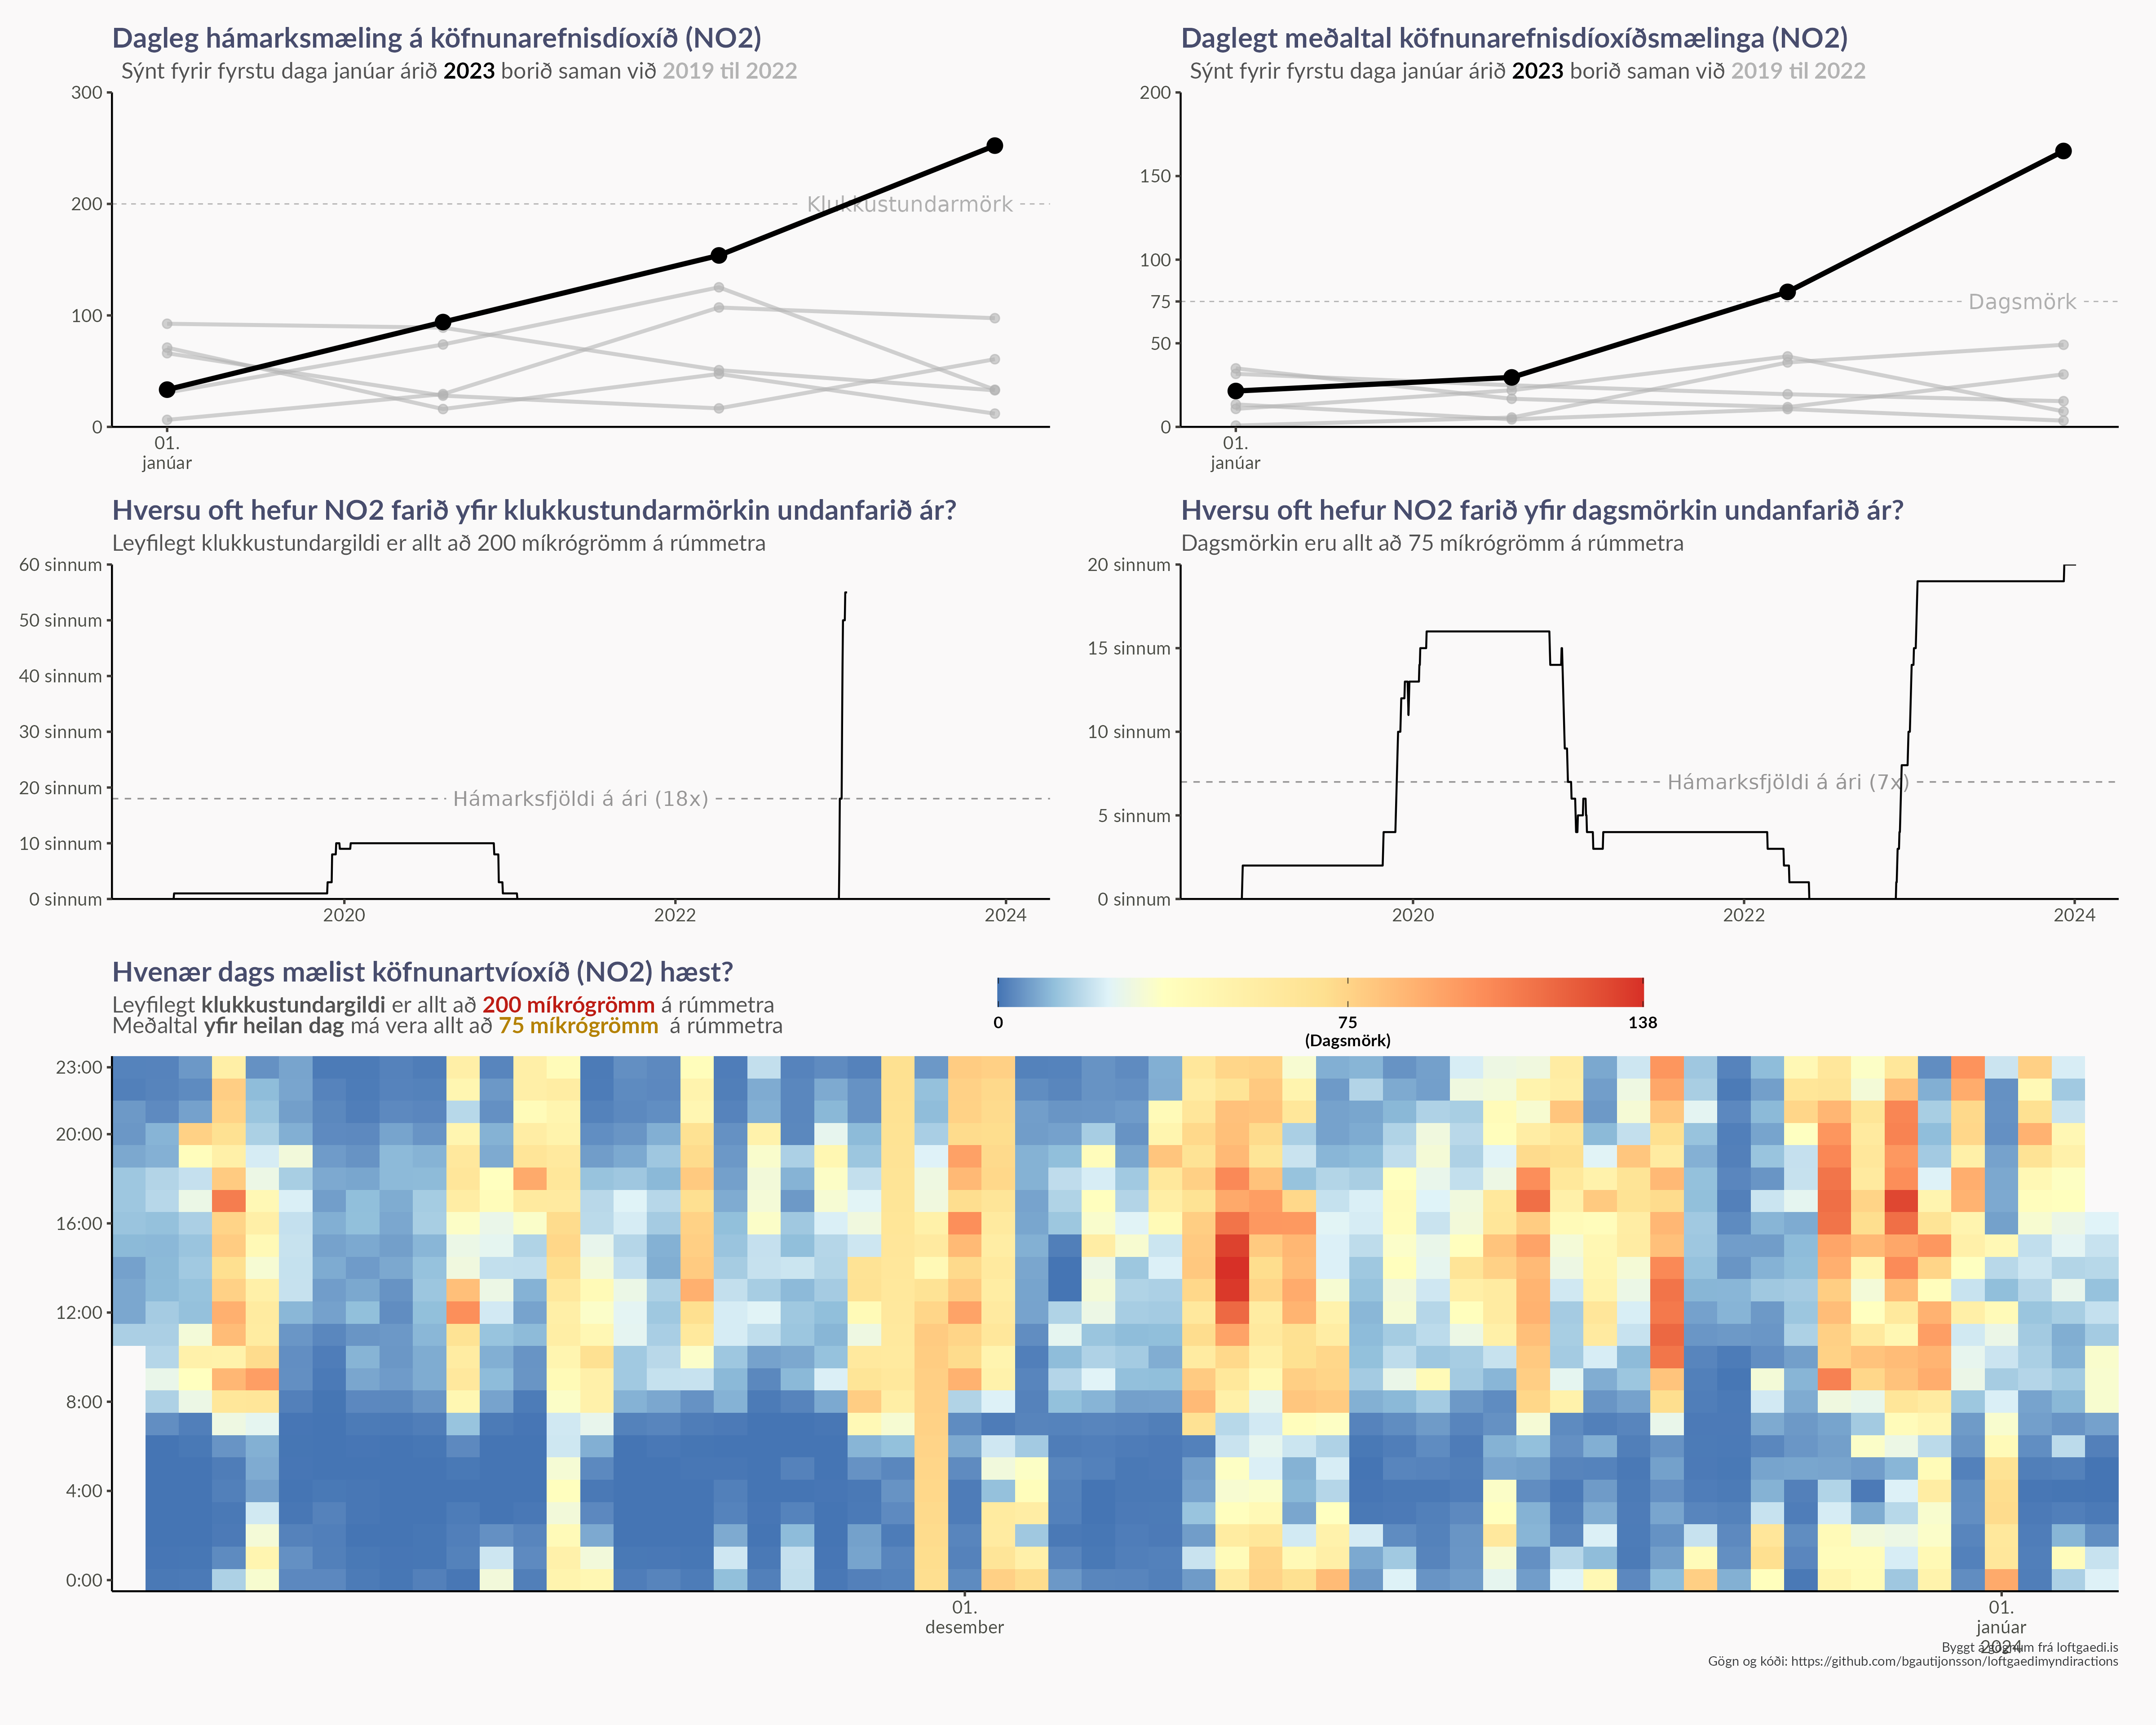 Dagleg hámarksmæling á köfnunarefnisdíoxíð (NO2)
Sýnt fyrir fyrstu daga janúar árið 2023 borið saman við 2019 til 2022
300
200
100
0
Klukkustundarmörk
01.
janúar
Daglegt meðaltal köfnunarefnisdíoxíðsmælinga (NO2)
Sýnt fyrir fyrstu daga janúar árið 2023 borið saman við 2019 til 2022
200
150
100
75
50
0
Dagsmörk
01.
janúar
Hversu oft hefur NO2 farið yfir klukkustundarmörkin undanfarið ár?
Leyfilegt klukkustundargildi er allt að 200 míkrógrömm á rúmmetra
60 sinnum
50 sinnum
40 sinnum
30 sinnum
20 sinnum
10 sinnum
0 sinnum
Hámarksfjöldi á ári (18x)
2020
2022
2024
Hversu oft hefur NO2 farið yfir dagsmörkin undanfarið ár?
Dagsmörkin eru allt að 75 míkrógrömm á rúmmetra
20 sinnum
15 sinnum
10 sinnum
5 sinnum
0 sinnum
Hámarksfjöldi á ári (7x)
2020
2022
2024
Hvenær dags mælist köfnunartvíoxíð (NO2) hæst?
Leyfilegt klukkustundargildi er allt að 200 míkrógrömm á rúmmetra
Meðaltal yfir heilan dag má vera allt að 75 míkrógrömm á rúmmetra
0
75
(Dagsmörk)
138
23:00
20:00
16:00
12:00
8:00
4:00
0:00
01.
desember
01.
janúar
2024
Byggt á gögnum frá loftgaedi.is
Gögn og kóði: https://github.com/bgautijonsson/loftgaedimyndiractions